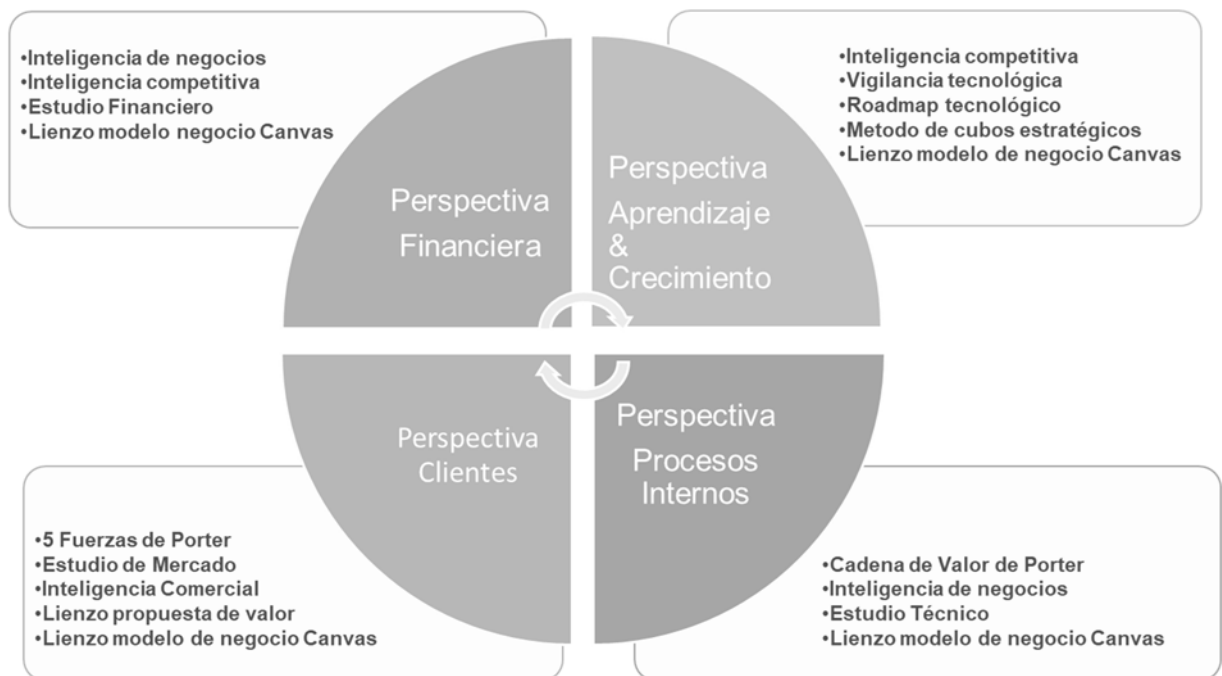 •Inteligencia de negocios
•Inteligencia competitiva
•Estudio Financiero
•Lienzo modelo negocio Canvas
Perspectiva
Financiera
•Inteligencia competitiva
•Vigilancia tecnológica
•Roadmap tecnológico
•Metodo de cubos estratégicos
•Lienzo modelo de negocio Canvas
Perspectiva
Aprendizaje
&
Crecimiento
Perspectiva
Clientes
•5 Fuerzas de Porter
•Estudio de Mercado
•Inteligencia Comercial
•Lienzo propuesta de valor
•Lienzo modelo de negocio Canvas
Perspectiva
Procesos
Internos
•Cadena de Valor de Porter
•Inteligencia de negocios
•Estudio Técnico
•Lienzo modelo de negocio Canvas